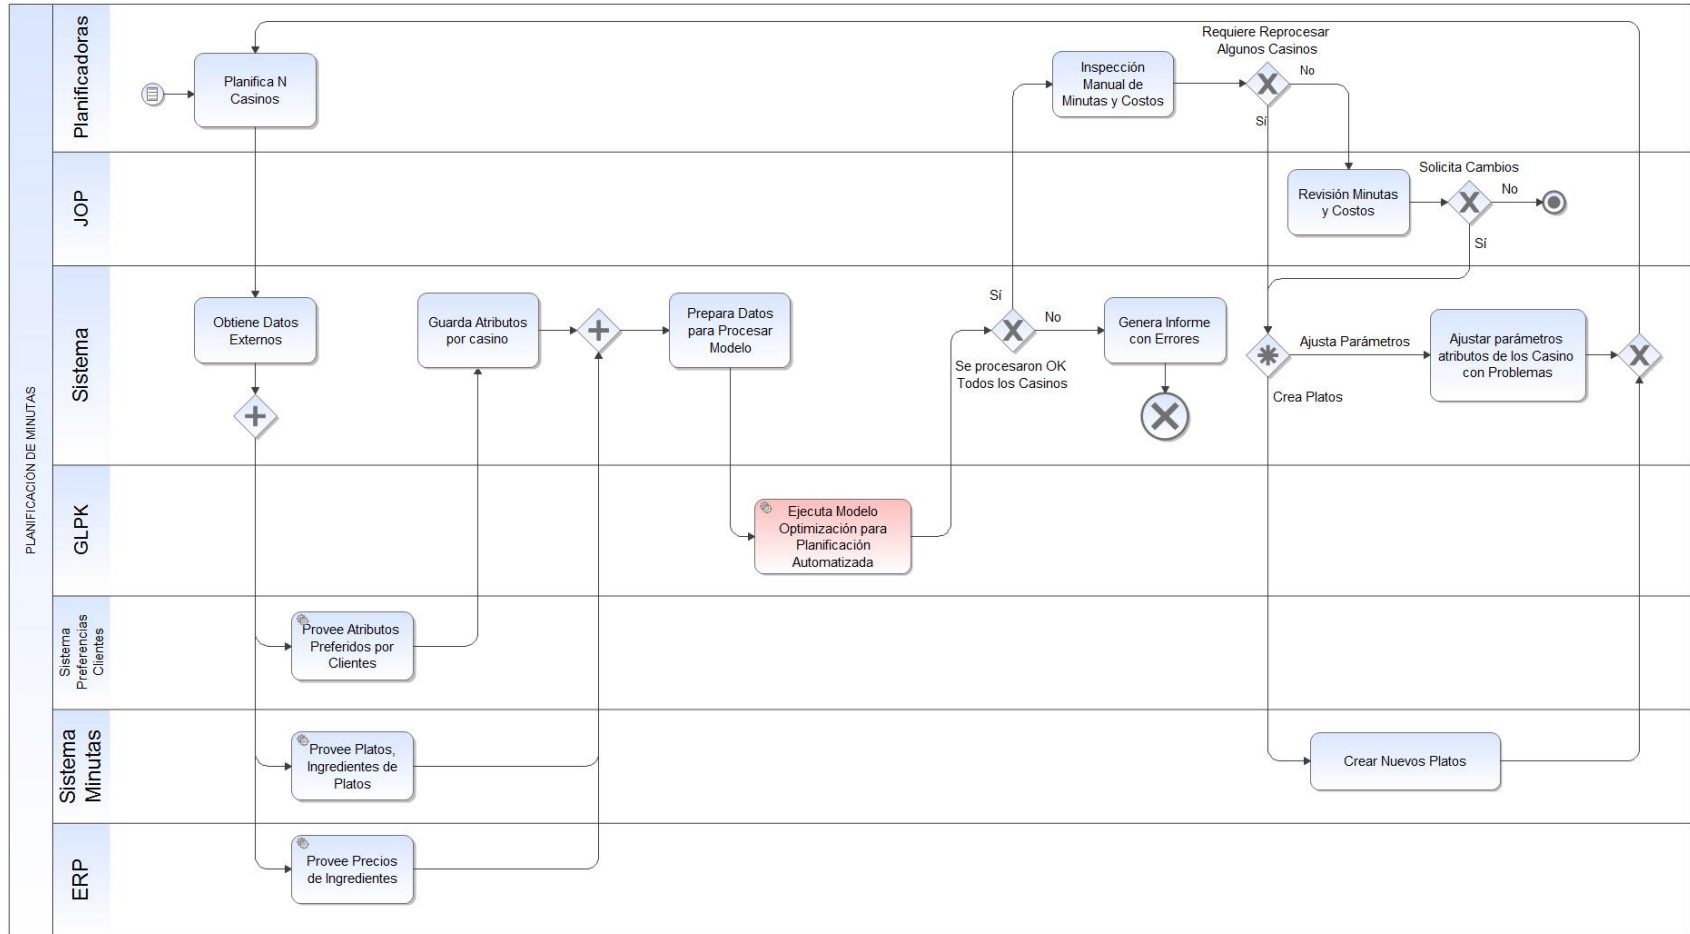 PLANIFICACIÓN DE MINUTAS
Planificadoras
Planifica N
Casinos
Inspección
Manual de
Minutas y Costos
Requiere Reprocesar
Algunos Casinos
No
Sí
JOP
Revisión Minutas
y Costos
Solicita Cambios
No
Sí
Sistema
Obtiene Datos
Externos
Guarda Atributos
por casino
Prepara Datos
para Procesar
Modelo
Sí
No
Se procesaron OK
Todos los Casinos
Genera Informe
con Errores
Ajusta Parámetros
Crea Platos
Ajustar parámetros
atributos de los Casino
con Problemas
GLPK
Ejecuta Modelo
Optimización para
Planificación
Automatizada
Sistema
Preferencias
Clientes
Provee Atributos
Preferidos por
Clientes
Sistema
Minutas
Provee Platos,
Ingredientes de
Platos
Crear Nuevos Platos
ERP
Provee Precios
de Ingredientes